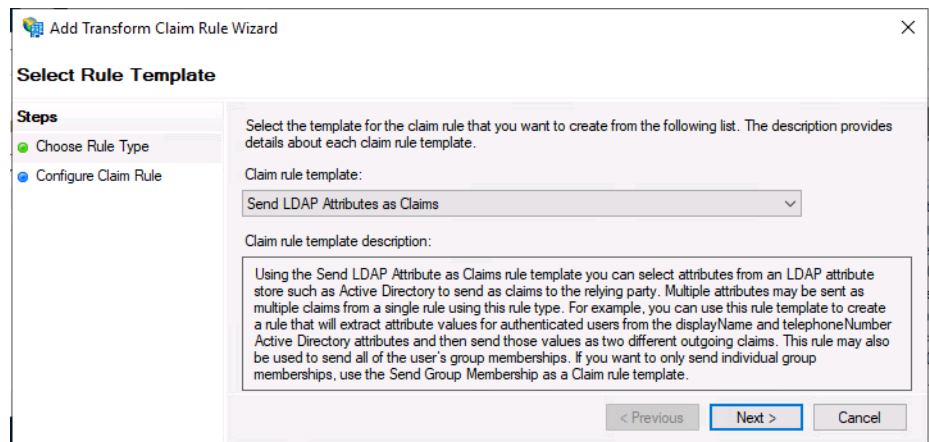 Add Transform Claim Rule Wizard
Select Rule Template
Steps
Choose Rule Type
Configure Claim Rule
Select the template for the claim rule that you want to create from the following list. The description provides
details about each claim rule template.
Claim rule template:
Send LDAP Attributes as Claims
Claim rule template description:
Using the Send LDAP Attribute as Claims rule template you can select attributes from an LDAP attribute
store such as Active Directory to send as claims to the relying party. Multiple attributes may be sent as
multiple claims from a single rule using this rule type. For example, you can use this rule template to create
a rule that will extract attribute values for authenticated users from the displayName and telephoneNumber
Active Directory attributes and then send those values as two different outgoing claims. This rule may also
be used to send all of the user's group memberships. If you want to only send individual group
memberships, use the Send Group Membership as a Claim rule template.
< Previous
Next >
Cancel